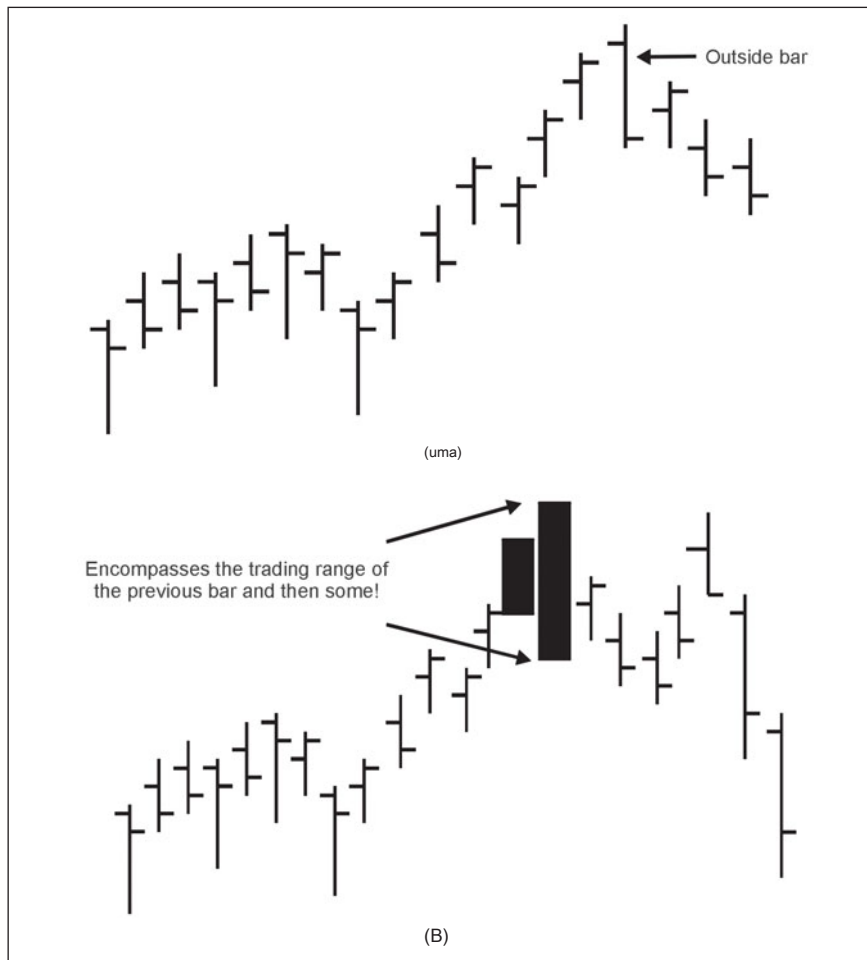 Outside bar
(uma)
Encompasses the trading range of
the previous bar and then some!
(B)